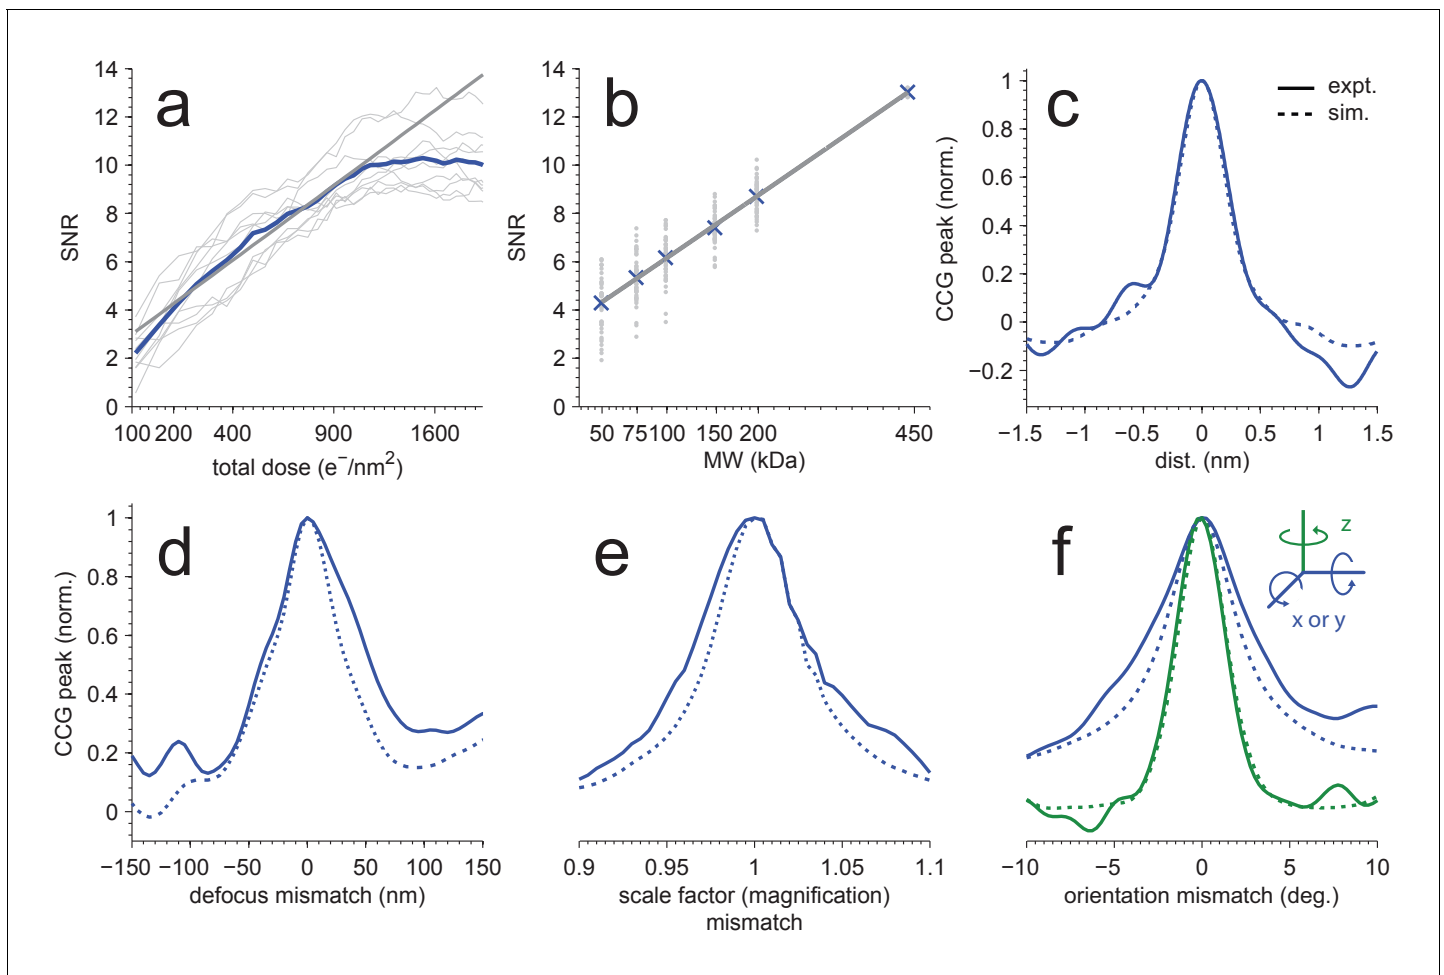 a
SNR
14
12
10
8
6
4
2
0
100 200 400 900 1600
total dose (e⁻/nm²)
b
SNR
14
12
10
8
6
4
2
0
50 75 100 150 200 450
MW (kDa)
c
expt.
sim.
CCG peak (norm.)
1
0.8
0.6
0.4
0.2
0
−0.2
−1.5 −1 −0.5 0 0.5 1 1.5
dist. (nm)
d
CCG peak (norm.)
1
0.8
0.6
0.4
0.2
0
−150 −100 −50 0 50 100 150
defocus mismatch (nm)
e
0.9 0.95 1 1.05 1.1
scale factor (magnification)
mismatch
f
z
x or y
−10 −5 0 5 10
orientation mismatch (deg.)